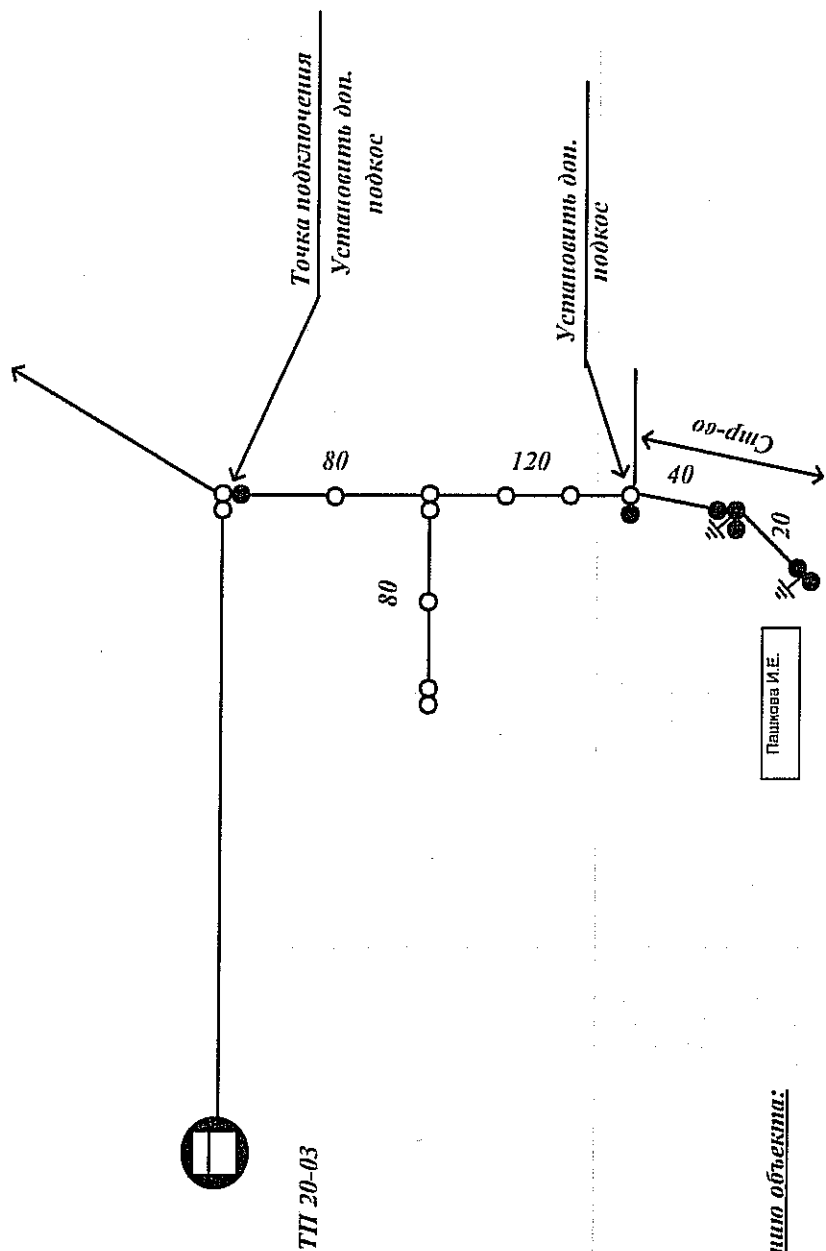 Точка подключения
Установить доп.
подкос
Установить доп.
подкос
80
120
40
Стр-во
20
80
Пашкова И.Е.
ТП 20-03
объекта: